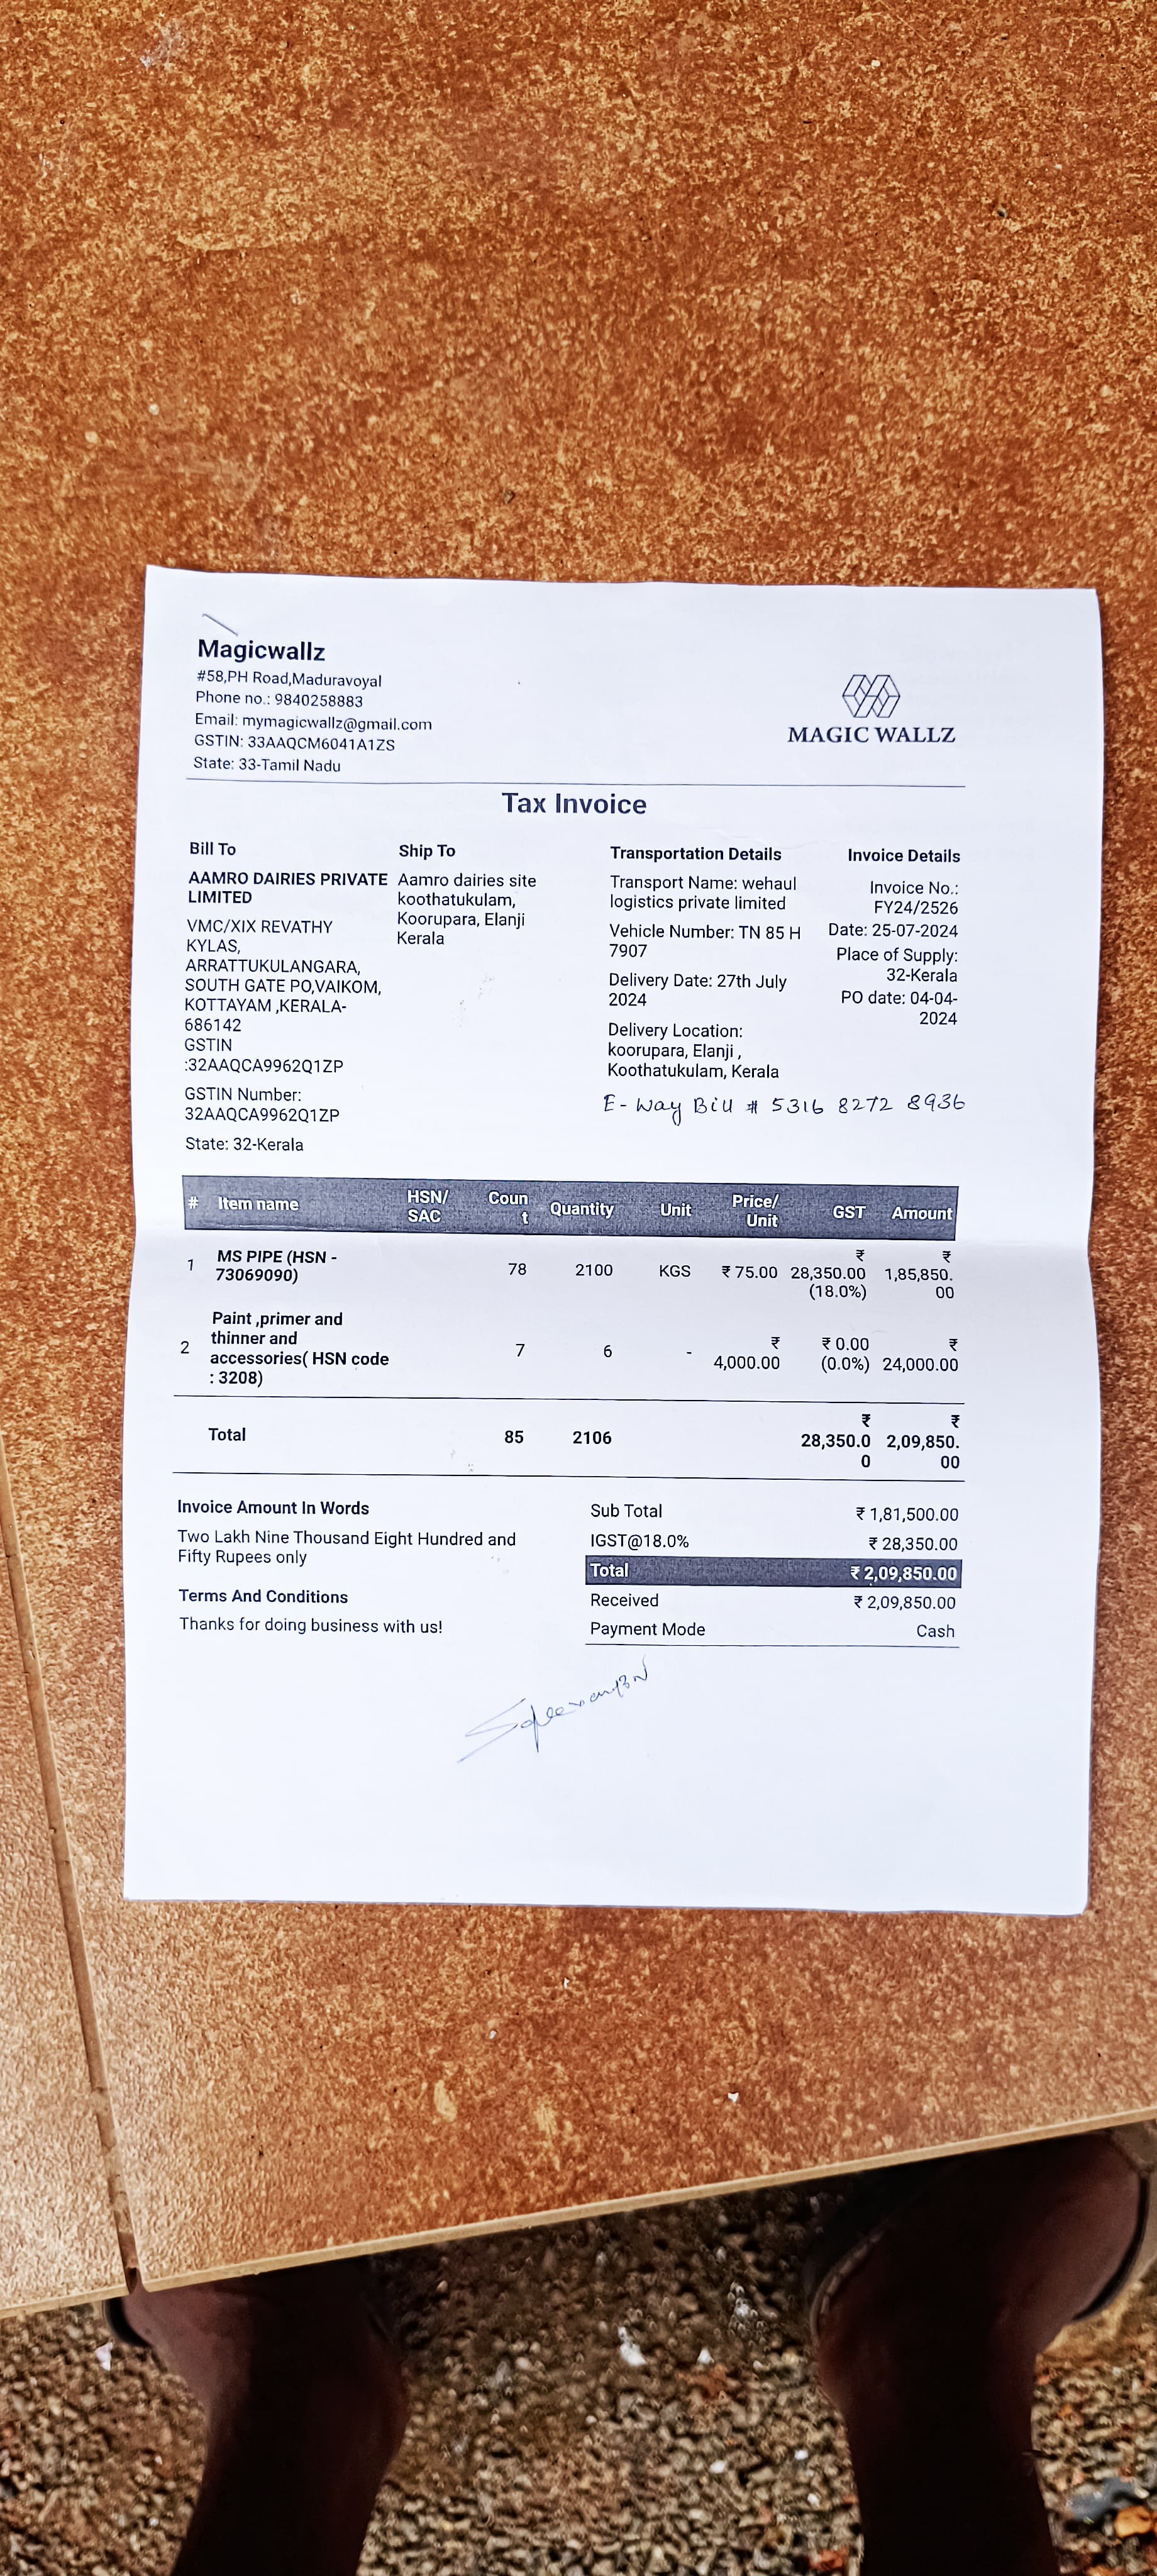 Magicwallz
#58,PH Road,Maduravoyal
Phone no.: 9840258883
Email: mymagicwallz@gmail.com
GSTIN: 33AAQCM6041A1ZS
State: 33-Tamil Nadu
MAGIC WALLZ
Tax Invoice
Bill To
AAMRO DAIRIES PRIVATE
LIMITED
VMC/XIX REVATHY
KYLAS,
ARRATTUKULANGARA,
SOUTH GATE PO,VAIKOM,
KOTTAYAM ,KERALA-
686142
GSTIN
:32AAQCA9962Q1ZP
GSTIN Number:
32AAQCA9962Q1ZP
State: 32-Kerala
Ship To
Aamro dairies site
koothatukulam,
Koorupara, Elanji
Kerala
Transportation Details
Transport Name: wehaul
logistics private limited
Vehicle Number: TN 85 H
7907
Delivery Date: 27th July
2024
Delivery Location:
koorupara, Elanji ,
Koothatukulam, Kerala
Invoice Details
Invoice No.:
FY24/2526
Date: 25-07-2024
Place of Supply:
32-Kerala
PO date: 04-04-
2024
E-Way Bill # 5316 8272 8936
# Item name HSN/ SAC Coun t Quantity Unit Price/ Unit GST Amount
1 MS PIPE (HSN - 73069090) 78 2100 KGS ₹ 75.00 ₹ 28,350.00 (18.0%) ₹ 1,85,850. 00
2 Paint ,primer and thinner and accessories( HSN code : 3208) 7 6 - ₹ 4,000.00 ₹ 0.00 (0.0%) ₹ 24,000.00
Total 85 2106 ₹ 28,350.0 0 ₹ 2,09,850. 00
Invoice Amount In Words
Two Lakh Nine Thousand Eight Hundred and
Fifty Rupees only
Terms And Conditions
Thanks for doing business with us!
Sub Total ₹ 1,81,500.00
IGST@18.0% ₹ 28,350.00
Total ₹ 2,09,850.00
Received ₹ 2,09,850.00
Payment Mode Cash